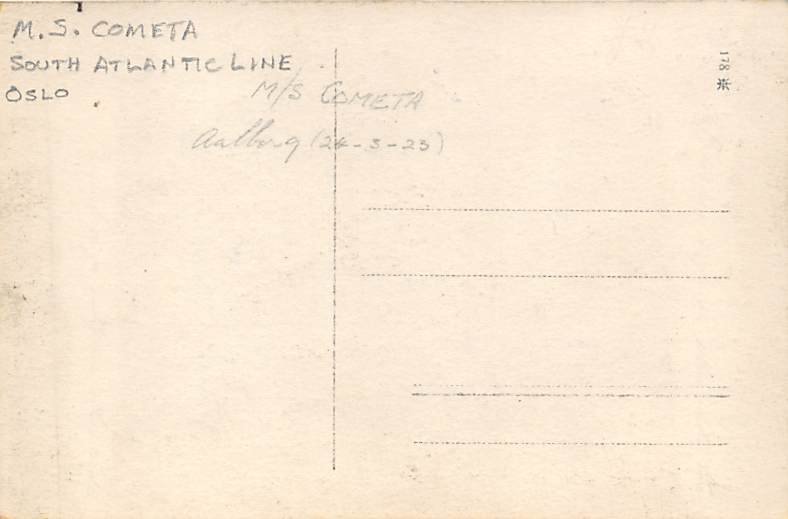 M.S. COMETA
SOUTH ATLANTIC LINE
OSLO
M/S COMETA
Aalborg (24-3-23)
178